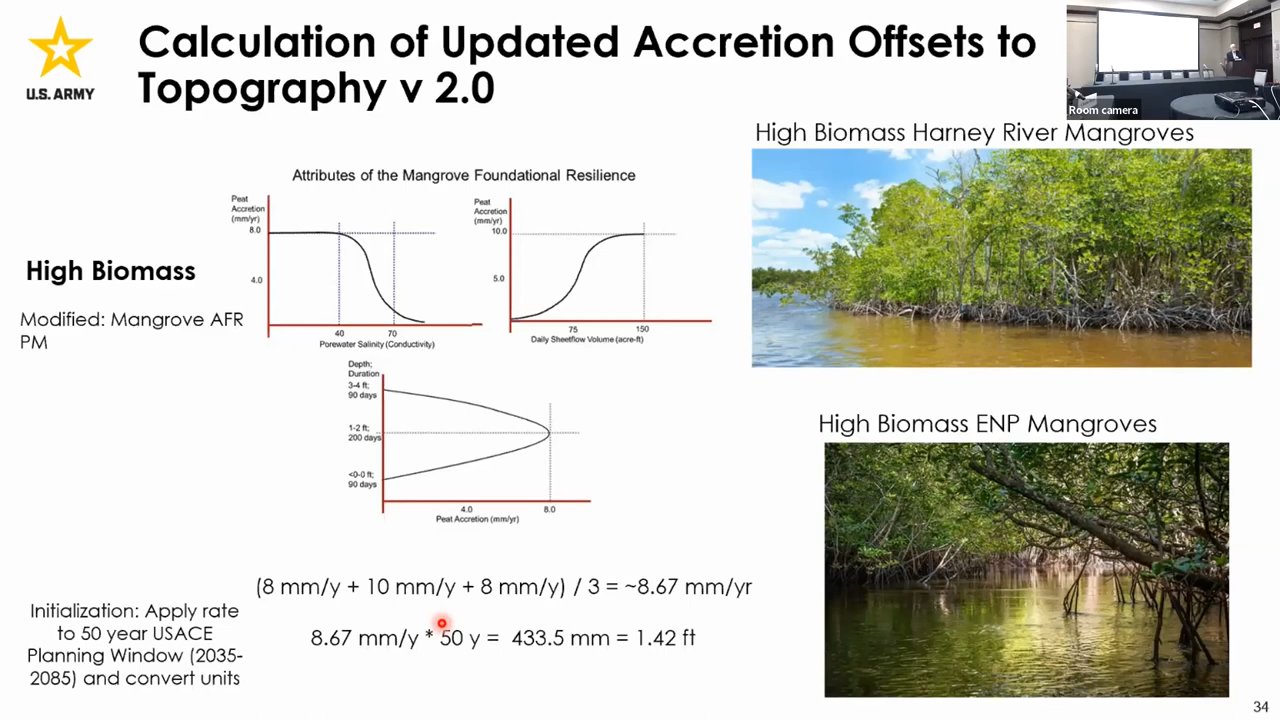 Calculation of Updated Accretion Offsets to
Topography v 2.0
U.S. ARMY
Room camera
High Biomass Harney River Mangroves
Attributes of the Mangrove Foundational Resilience
Peat
Accretion
(mm/yr)
8.0
4.0
40
70
Porewater Salinity (Conductivity)
Peat
Accretion
(mm/yr)
10.0
5.0
75
150
Daily Sheetflow Volume (acre-ft)
High Biomass
Modified: Mangrove AFR
PM
Depth;
Duration
3-4 ft;
90 days
1-2 ft;
200 days
<0-0 ft;
90 days
4.0
8.0
Peat Accretion (mm/yr)
High Biomass ENP Mangroves
(8 mm/y + 10 mm/y + 8 mm/y) / 3 = ~8.67 mm/yr
8.67 mm/y * 50 y = 433.5 mm = 1.42 ft
Initialization: Apply rate
to 50 year USACE
Planning Window (2035-
2085) and convert units
34